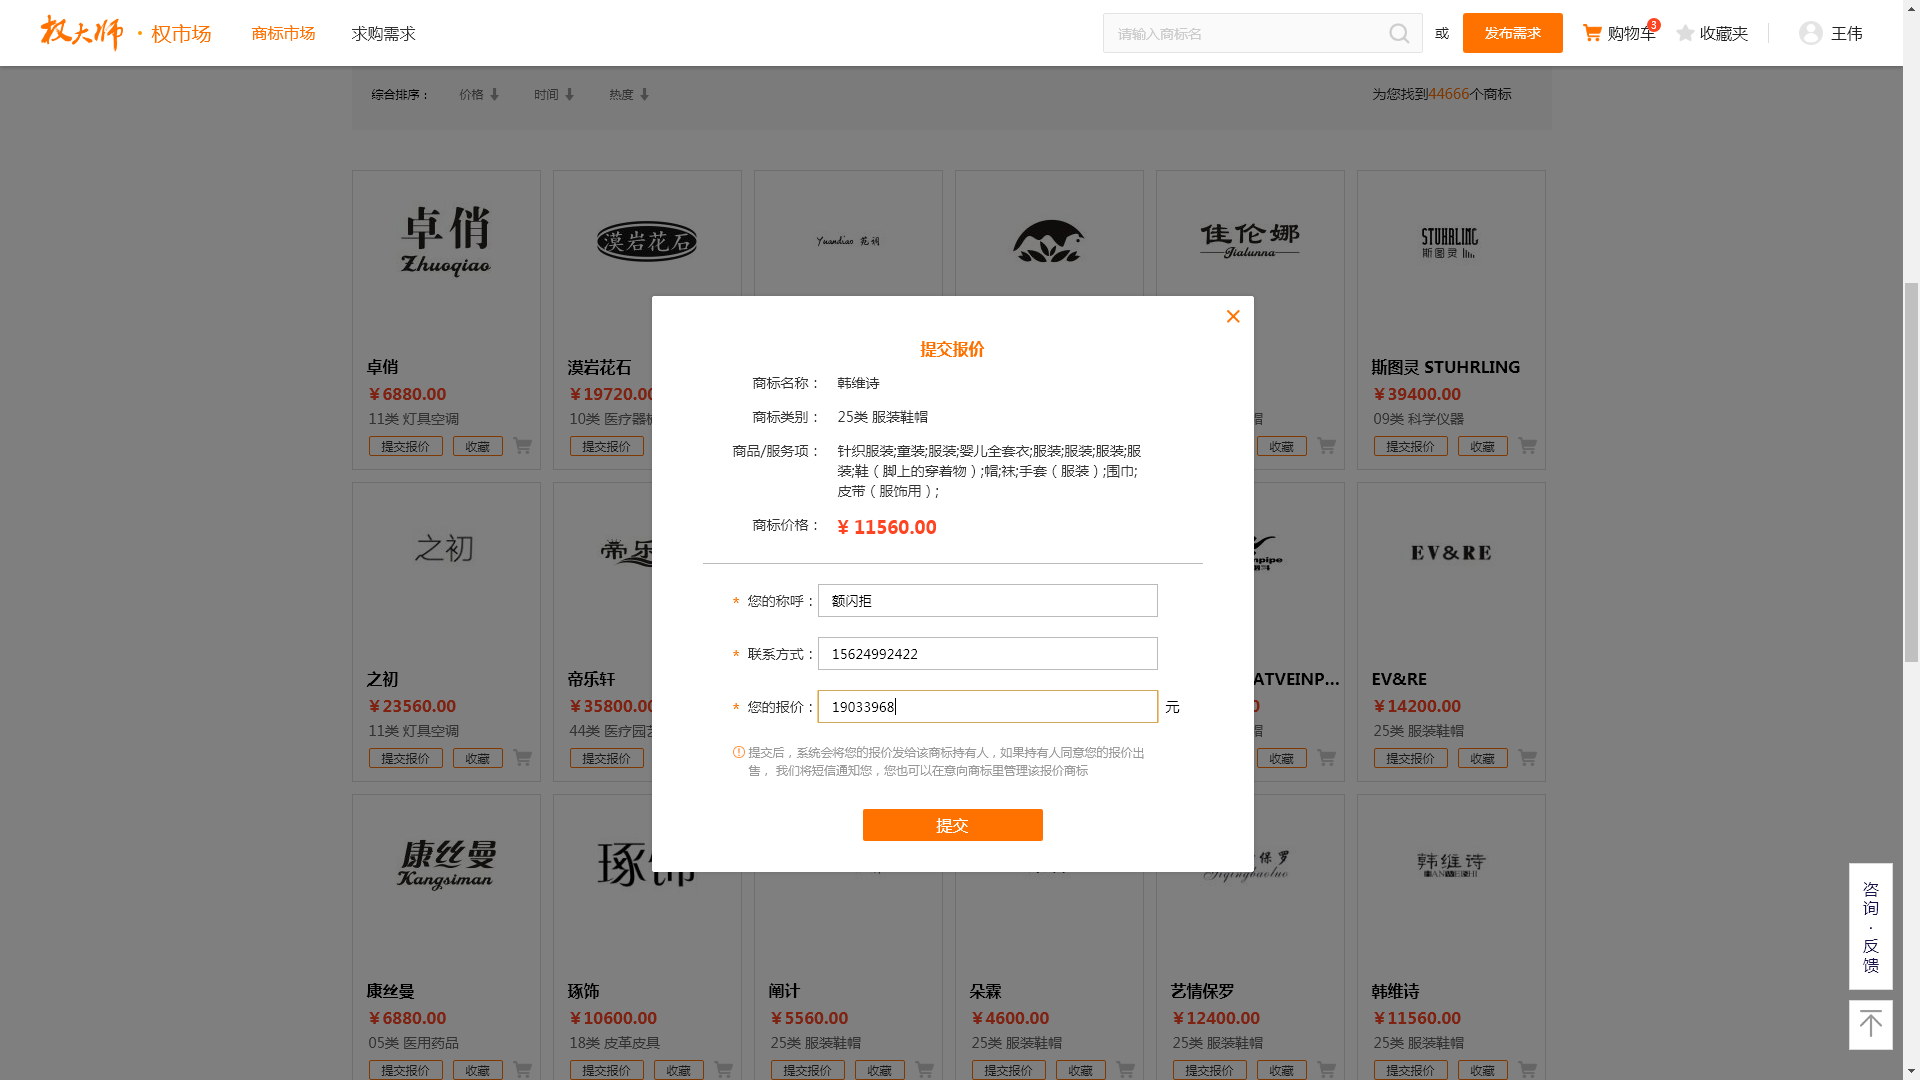 权大师 · 权市场 商标市场 求购需求 请输入商标名 或 发布需求 购物车 3 收藏夹 王伟
综合排序： 价格 时间 热度 为您找到44666个商标
卓俏 Zhuoqiao
漠岩花石
Yuandiao 苑调
佳伦娜 Jialunna
STUHRLING 斯图灵
卓俏
漠岩花石
斯图灵 STUHRLING
￥6880.00
￥19720.00
￥39400.00
11类 灯具空调
10类 医疗器
09类 科学仪器
提交报价 收藏
提交报价
收藏
提交报价 收藏
提交报价
商标名称： 韩维诗
商标类别： 25类 服装鞋帽
商品/服务项： 针织服装;童装;服装;婴儿全套衣;服装;服装;服装;服
装;鞋（脚上的穿着物）;帽;袜;手套（服装）;围巾;
皮带（服饰用）;
商标价格： ¥ 11560.00
* 您的称呼： 额闪拒
* 联系方式： 15624992422
* 您的报价： 19033968 元
提交后，系统会将您的报价发给该商标持有人，如果持有人同意您的报价出
售， 我们将短信通知您，您也可以在意向商标里管理该报价商标
提交
之初
帝乐
npipe
EV&RE
之初
帝乐轩
ATVEINP...
EV&RE
￥23560.00
￥35800.00
0
￥14200.00
11类 灯具空调
44类 医疗园
帽
25类 服装鞋帽
提交报价 收藏
提交报价
收藏
提交报价 收藏
康丝曼 Kangsiman
琢饰
保罗 Yiqingbaoluo
韩维诗 HANWEISHI
康丝曼
琢饰
阐计
朵霖
艺情保罗
韩维诗
￥6880.00
￥10600.00
￥5560.00
￥4600.00
￥12400.00
￥11560.00
05类 医用药品
18类 皮革皮具
25类 服装鞋帽
25类 服装鞋帽
25类 服装鞋帽
25类 服装鞋帽
提交报价 收藏
提交报价 收藏
提交报价 收藏
提交报价 收藏
提交报价 收藏
提交报价 收藏
咨
询
·
反
馈